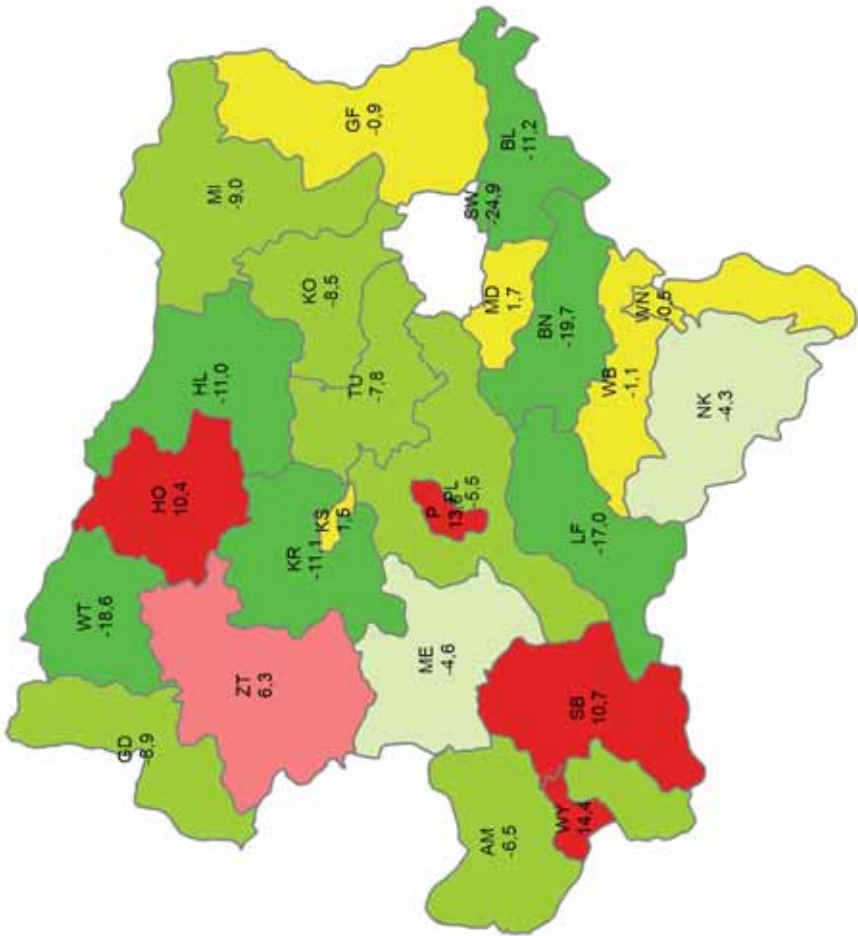 WT
-18,6
GD
-8,9
HO
10,4
HL
-11,0
MI
-9,0
ZT
6,3
KR
-11,1
KO
-8,5
KS
1,5
GF
-0,9
TU
-7,8
ME
-4,6
P
13,6
PL
-5,5
SW
-24,9
AM
-6,5
MD
1,7
BL
-11,2
BN
-19,7
WY
14,4
SB
10,7
LF
-17,0
WB
-1,1
WN
-0,5
NK
-4,3